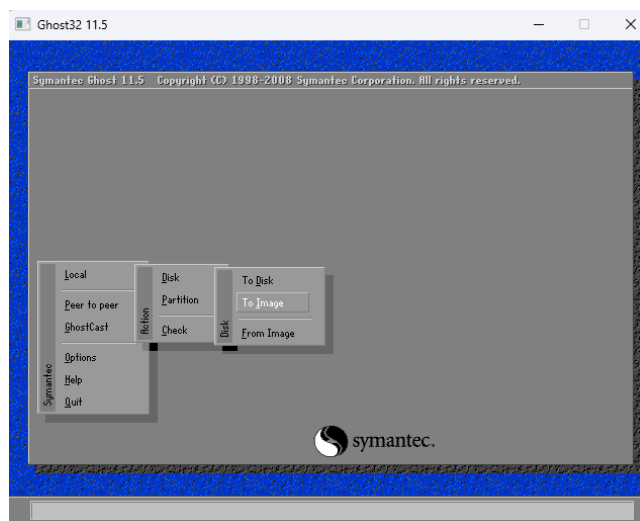 Ghost32 11.5
Symantec Ghost 11.5 Copyright (C) 1998-2008 Symantec Corporation. All rights reserved.
Symantec
Local
Peer to peer
GhostCast
Options
Help
Quit
Action
Disk
Partition
Check
Disk
To Disk
To Image
From Image
symantec.